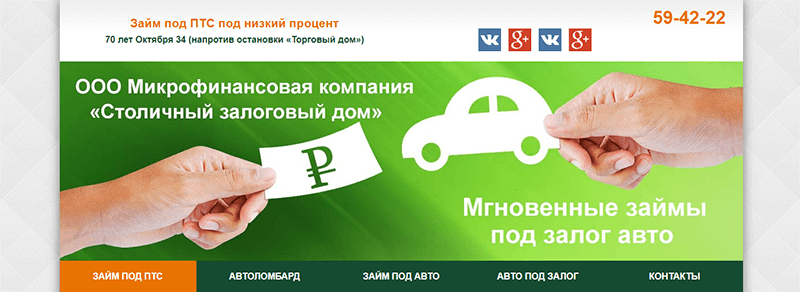 Займ под ПТС под низкий процент
70 лет Октября 34 (напротив остановки «Торговый дом»)
59-42-22
ООО Микрофинансовая компания
«Столичный залоговый дом»
₽
Мгновенные займы
под залог авто
ЗАЙМ ПОД ПТС АВТОЛОМБАРД ЗАЙМ ПОД АВТО АВТО ПОД ЗАЛОГ КОНТАКТЫ